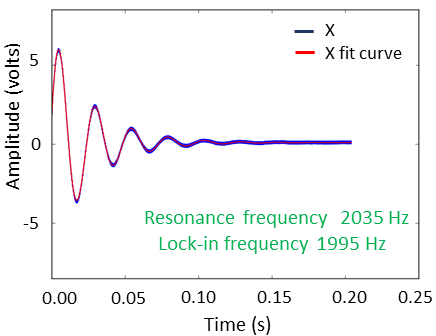 X
X fit curve
Amplitude (volts)
5
0
-5
Resonance frequency 2035 Hz
Lock-in frequency 1995 Hz
0.00 0.05 0.10 0.15 0.20 0.25
Time (s)